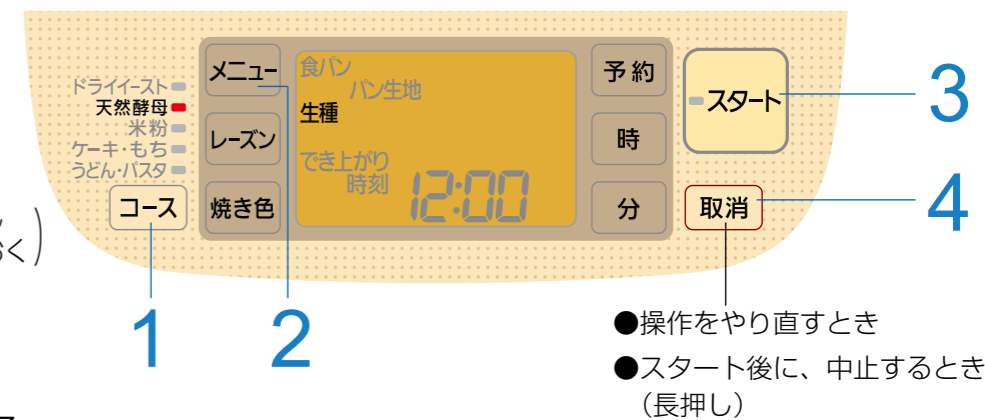 ドライイースト
天然酵母
米粉
ケーキ・もち
うどん・パスタ
コース
メニュー
レーズン
焼き色
食パン
パン生地
生種
でき上がり
時刻
12:00
予約
時
分
スタート
取消
1
2
3
4
●操作をやり直すとき
●スタート後に、中止するとき
（長押し）